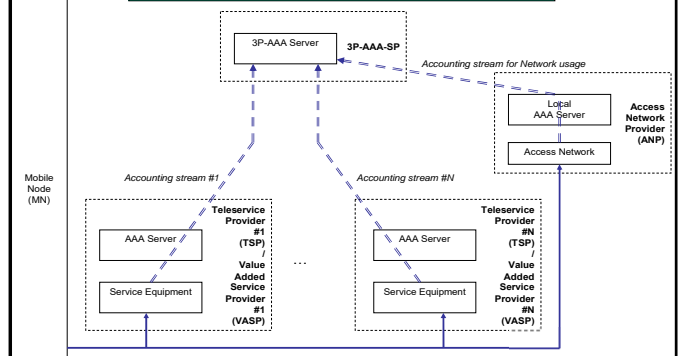 3P-AAA Server
3P-AAA-SP
Accounting stream for Network usage
Local
AAA Server
Access
Network
Provider
(ANP)
Access Network
Mobile
Node
(MN)
Accounting stream #1
Accounting stream #N
Teleservice
Provider
#1
(TSP)
/
Value
Added
Service
Provider
#1
(VASP)
AAA Server
Service Equipment
...
Teleservice
Provider
#N
(TSP)
/
Value
Added
Service
Provider
#N
(VASP)
AAA Server
Service Equipment